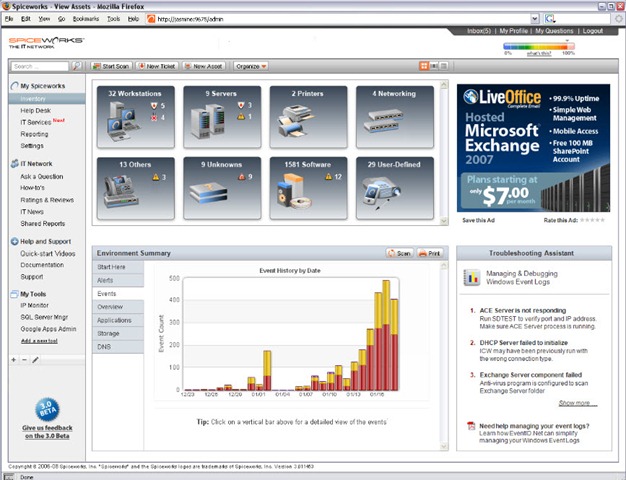 Spiceworks - View Assets - Mozilla Firefox
File Edit View Go Bookmarks Tools Help
Inbox(5) | My Profile | My Questions | Logout
SPICEWORKS
THE IT NETWORK
0% what's this? 100%
Search ...
Start Scan
New Ticket
New Asset
Organize
My Spiceworks
Inventory
Help Desk
IT Services New!
Reporting
Settings
IT Network
Ask a Question
How-to's
Ratings & Reviews
IT News
Shared Reports
Help and Support
Quick-start Videos
Documentation
Support
My Tools
IP Monitor
SQL Server Mngr
Google Apps Admin
Add a new tool
3.0
BETA
Give us feedback
on the 3.0 Beta
32 Workstations
5
4
9 Servers
3
1
2 Printers
4 Networking
13 Others
3
9 Unknowns
9
1581 Software
12
29 User-Defined
LiveOffice
Complete Email
Hosted
Microsoft
Exchange
2007
• 99.9% Uptime
• Simple Web
Management
• Mobile Access
• Free 100 MB
SharePoint
Account
Plans starting at
only $7.00
per month
Save this Ad
Rate this Ad:
Environment Summary
Scan
Print
Start Here
Alerts
Events
Overview
Applications
Storage
DNS
Event History by Date
Event Count
500
400
300
200
100
0
12/23 12/26 12/29 01/01 01/04 01/07 01/10 01/13 01/16
Tip: Click on a vertical bar above for a detailed view of the events
Troubleshooting Assistant
Managing & Debugging
Windows Event Logs
1. ACE Server is not responding
Run SDTEST to verify port and IP address.
Make sure ACE Server process is running.
2. DHCP Server failed to initialize
ICW may have been previously run with
the wrong connection type.
3. Exchange Server component failed
Anti-virus program is configured to scan
Exchange Server folder
Show more...
Need help managing your event logs?
Learn how EventID.Net can simplify
managing your Windows Event Logs
Copyright © 2006-08 Spiceworks, Inc. "Spiceworks" and the Spiceworks logos are trademarks of Spiceworks, Inc. Version
Done